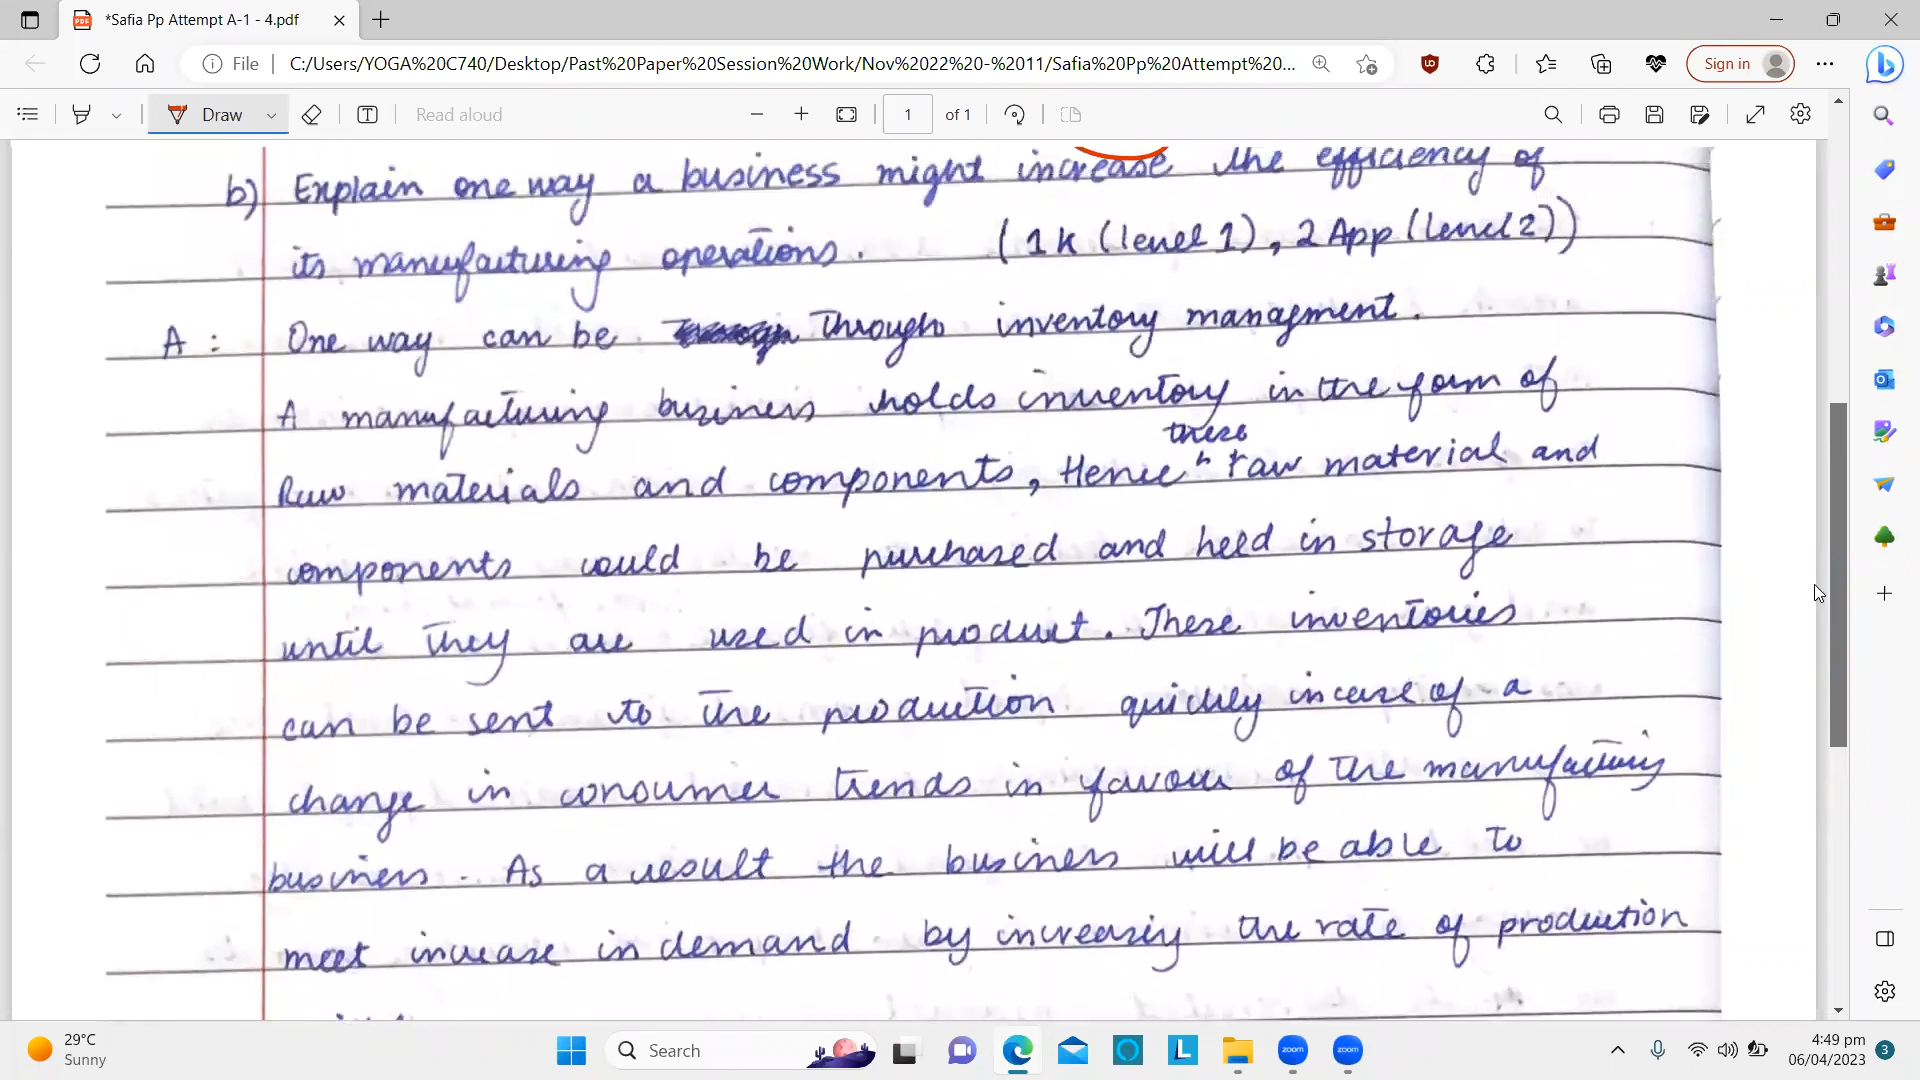 *Safia Pp Attempt A-1 - 4.pdf
File
C:/Users/YOGA%20C740/Desktop/Past%20Paper%20Session%20Work/Nov%2022%20-%2011/Safia%20Pp%20Attempt%20...
Sign in
Draw
Read aloud
1 of 1
b) Explain one way a business might increase the efficiency of
its manufacturing operations. (1 K (level 1), 2 App (level 2))
A : One way can be through inventory managment.
A manufacturing business holds inventory in the form of
these
Raw materials and components, Hence raw material and
components could be purchased and held in storage
until they are used in product. These inventories
can be sent to the production quickly incase of a
change in consumer trends in favour of the manufacturing
business. As a result the business will be able to
meet increase in demand by increasing the rate of production
29°C
Sunny
Search
zoom
zoom
4:49 pm
06/04/2023
3